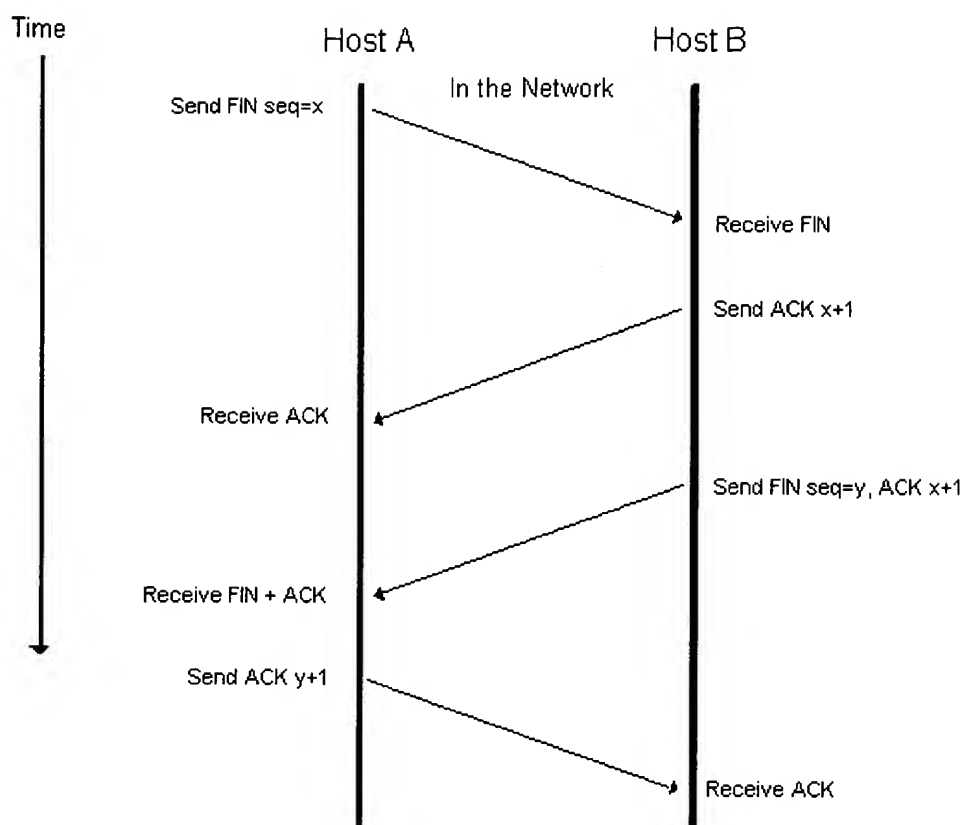 Time
Host A
Host B
In the Network
Send FIN seq=x
Receive FIN
Send ACK x+1
Receive ACK
Send FIN seq=y, ACK x+1
Receive FIN + ACK
Send ACK y+1
Receive ACK